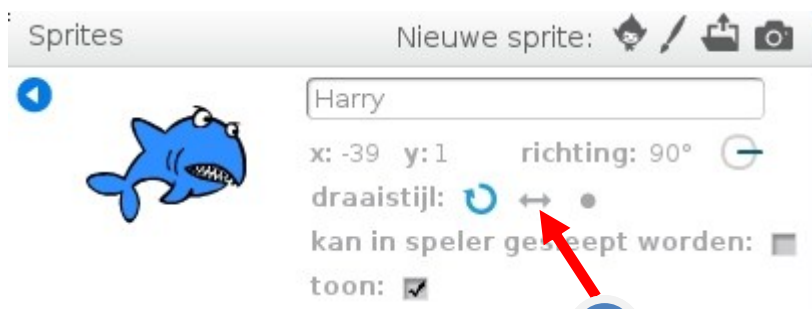 Sprites Nieuwe sprite:
Harry
x: -39 y: 1 richting: 90°
draaistijl:
kan in speler gesleept worden:
toon: